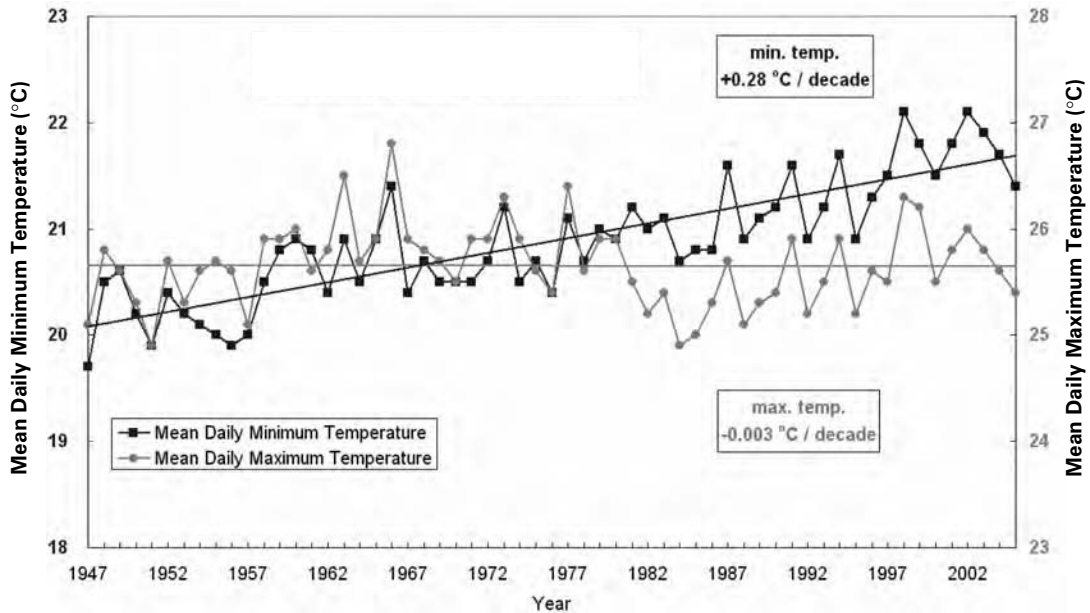 Mean Daily Minimum Temperature (°C)
Mean Daily Maximum Temperature (°C)
23
22
21
20
19
18
28
27
26
25
24
23
min. temp.
+0.28 °C / decade
max. temp.
-0.003 °C / decade
Mean Daily Minimum Temperature
Mean Daily Maximum Temperature
1947 1952 1957 1962 1967 1972 1977 1982 1987 1992 1997 2002
Year